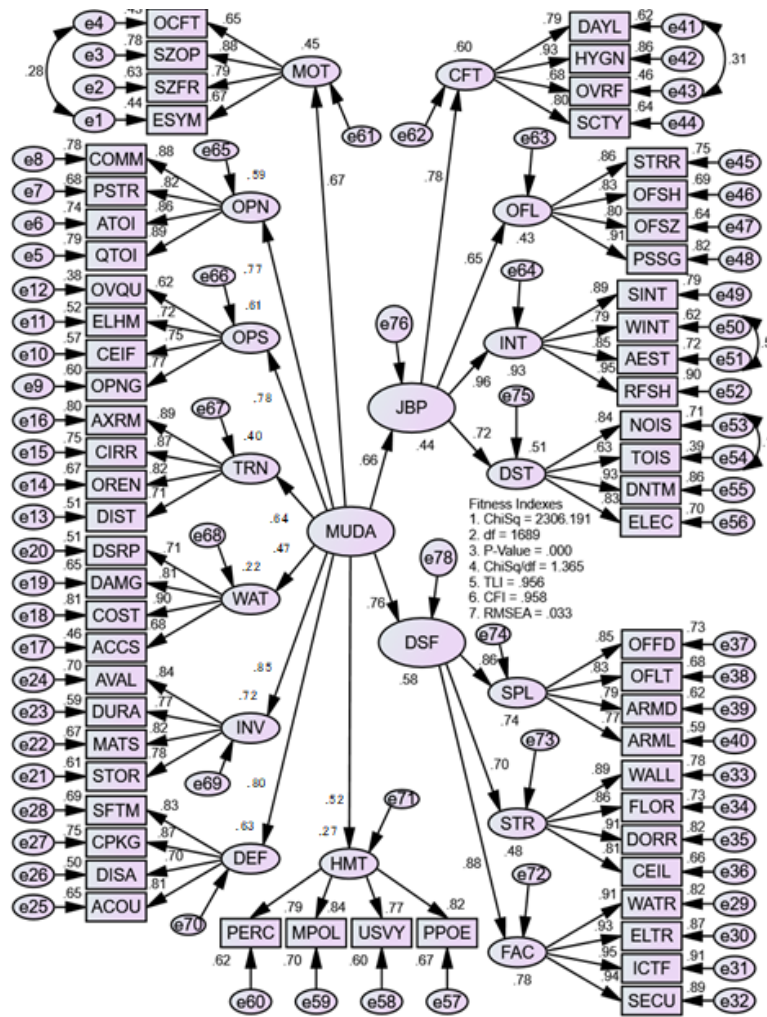 e4 OCFT .65
e3 .78 SZOP .88
e2 .63 SZFR .79
e1 .44 ESYM .67
.28
.45
MOT
e61
.67
e8 .78 COMM .88
e7 .68 PSTR .82
e6 .74 ATOI .86
e5 .79 QTOI .89
e65
.59
OPN
.77
e12 .38 OVQU .62
e11 .52 ELHM .72
e10 .57 CEIF .75
e9 .60 OPNG .77
e66
.61
OPS
.78
e16 .80 AXRM .89
e15 .75 CIRR .87
e14 .67 OREN .82
e13 .51 DIST .71
e67
.40
TRN
.64
e20 .51 DSRP .71
e19 .65 DAMG .81
e18 .81 COST .90
e17 .46 ACCS .68
e68
.22
WAT
.47
e24 .70 AVAL .84
e23 .59 DURA .77
e22 .67 MATS .82
e21 .61 STOR .78
.85
.72
INV
e69
e28 .69 SFTM .83
e27 .75 CPKG .87
e26 .50 DISA .70
e25 .65 ACOU .81
.80
.63
DEF
e70
MUDA
.52
.27
e71
HMT
.79 .84 .77 .82
PERC MPOL USVY PPOE
.62 .70 .60 .67
e60 e59 e58 e57
.60
CFT
e62
.78
.79 DAYL .62 e41
.93 HYGN .86 e42
.68 OVRF .46 e43
.80 SCTY .64 e44
.31
e63
OFL
.43
.65
.86 STRR .75 e45
.83 OFSH .69 e46
.80 OFSZ .64 e47
.91 PSSG .82 e48
e64
INT
.93
.96
.89 SINT .79 e49
.79 WINT .62 e50
.85 AEST .72 e51
.95 RFSH .90 e52
e76
JBP
.44
.66
e75
.72
.51
DST
.84 NOIS .71 e53
.63 TOIS .39 e54
.93 DNTM .86 e55
.83 ELEC .70 e56
Fitness Indexes
1. ChiSq = 2306.191
2. df = 1689
3. P-Value = .000
4. ChiSq/df = 1.365
5. TLI = .956
6. CFI = .958
7. RMSEA = .033
e78
.76
DSF
.58
e74
.86
SPL
.74
.85 OFFD .73 e37
.83 OFLT .68 e38
.79 ARMD .62 e39
.77 ARML .59 e40
e73
.70
STR
.48
.89 WALL .78 e33
.86 FLOR .73 e34
.91 DORR .82 e35
.81 CEIL .66 e36
.88
e72
FAC
.78
.91 WATR .82 e29
.93 ELTR .87 e30
.95 ICTF .91 e31
.94 SECU .89 e32